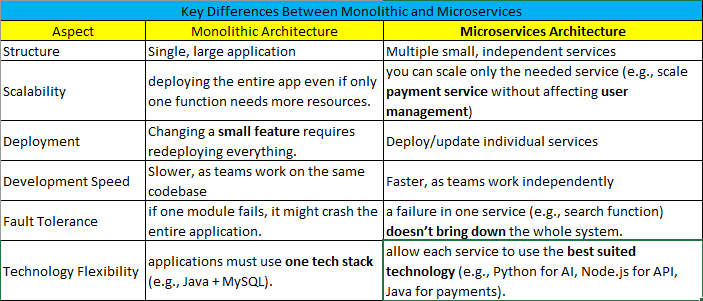 Key Differences Between Monolithic and Microservices
Aspect
Monolithic Architecture
Microservices Architecture
Structure
Single, large application
Multiple small, independent services
Scalability
deploying the entire app even if only
one function needs more resources.
you can scale only the needed service (e.g., scale
payment service without affecting user
management)
Deployment
Changing a small feature requires
redeploying everything.
Deploy/update individual services
Development Speed
Slower, as teams work on the same
codebase
Faster, as teams work independently
Fault Tolerance
if one module fails, it might crash the
entire application.
a failure in one service (e.g., search function)
doesn’t bring down the whole system.
Technology Flexibility
applications must use one tech stack
(e.g., Java + MySQL).
allow each service to use the best suited
technology (e.g., Python for AI, Node.js for API,
Java for payments).